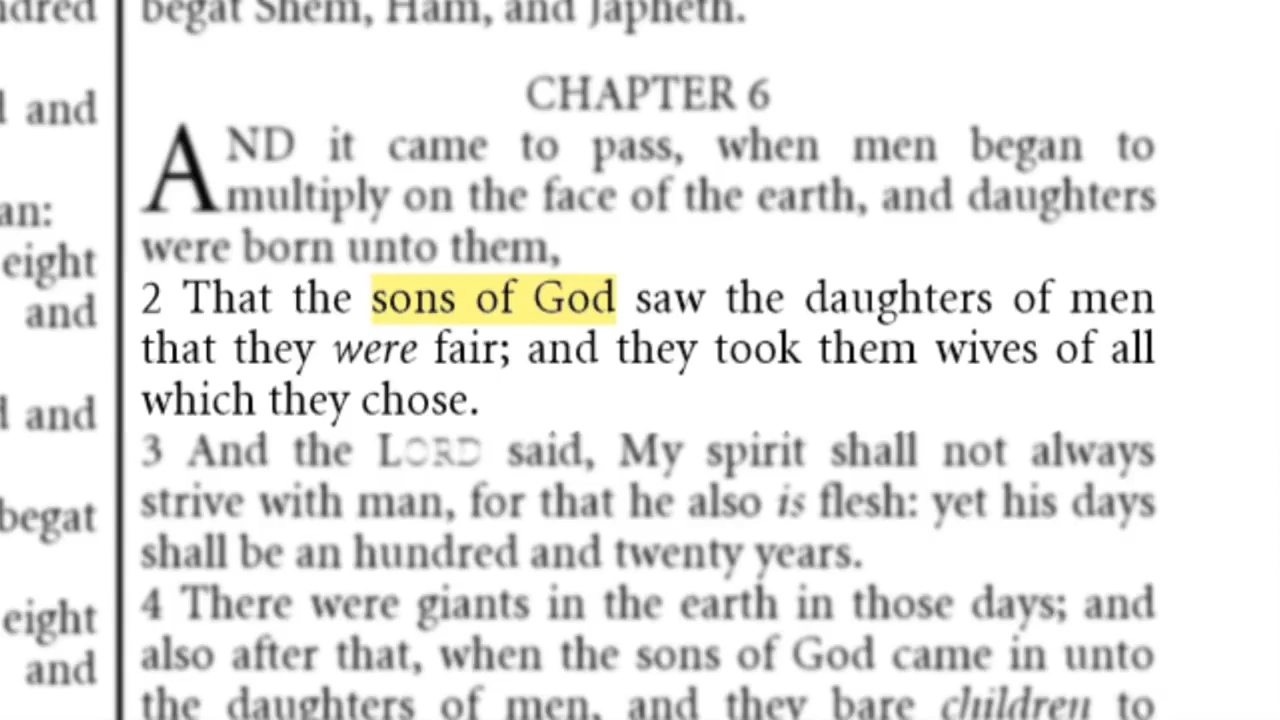 dred
begat Shem, Ham, and Japheth.
and
CHAPTER 6
AND it came to pass, when men began to
multiply on the face of the earth, and daughters
an:
were born unto them,
eight
2 That the sons of God saw the daughters of men
and
that they were fair; and they took them wives of all
which they chose.
d and
3 And the LORD said, My spirit shall not always
strive with man, for that he also is flesh: yet his days
begat
shall be an hundred and twenty years.
4 There were giants in the earth in those days; and
eight
also after that, when the sons of God came in unto
and
the daughters of men, and they bare children to